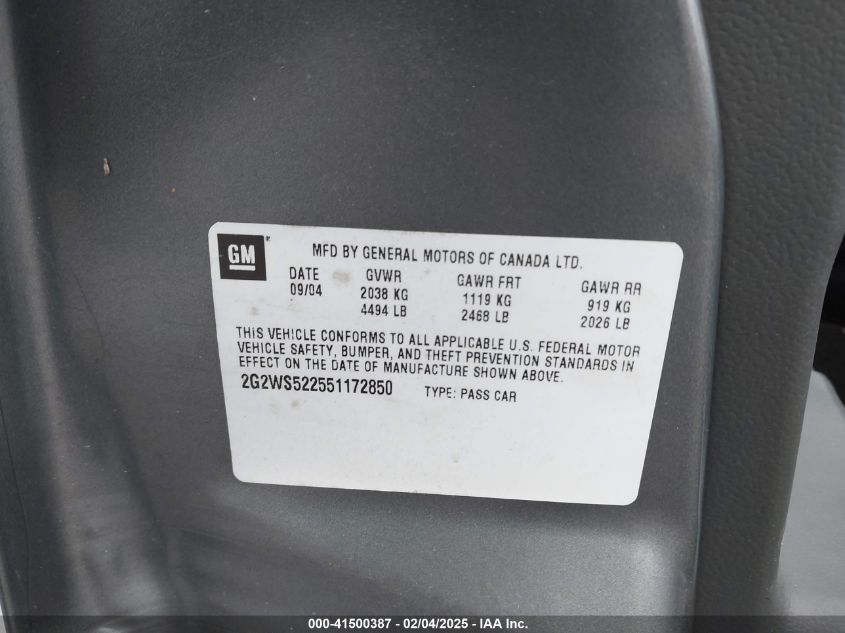 GM
MFD BY GENERAL MOTORS OF CANADA LTD.
DATE GVWR GAWR FRT GAWR RR
09/04 2038 KG 1119 KG 919 KG
4494 LB 2468 LB 2026 LB
THIS VEHICLE CONFORMS TO ALL APPLICABLE U.S. FEDERAL MOTOR
VEHICLE SAFETY, BUMPER, AND THEFT PREVENTION STANDARDS IN
EFFECT ON THE DATE OF MANUFACTURE SHOWN ABOVE.
2G2WS522551172850 TYPE: PASS CAR
000-41500387 - 02/04/2025 - IAA Inc.